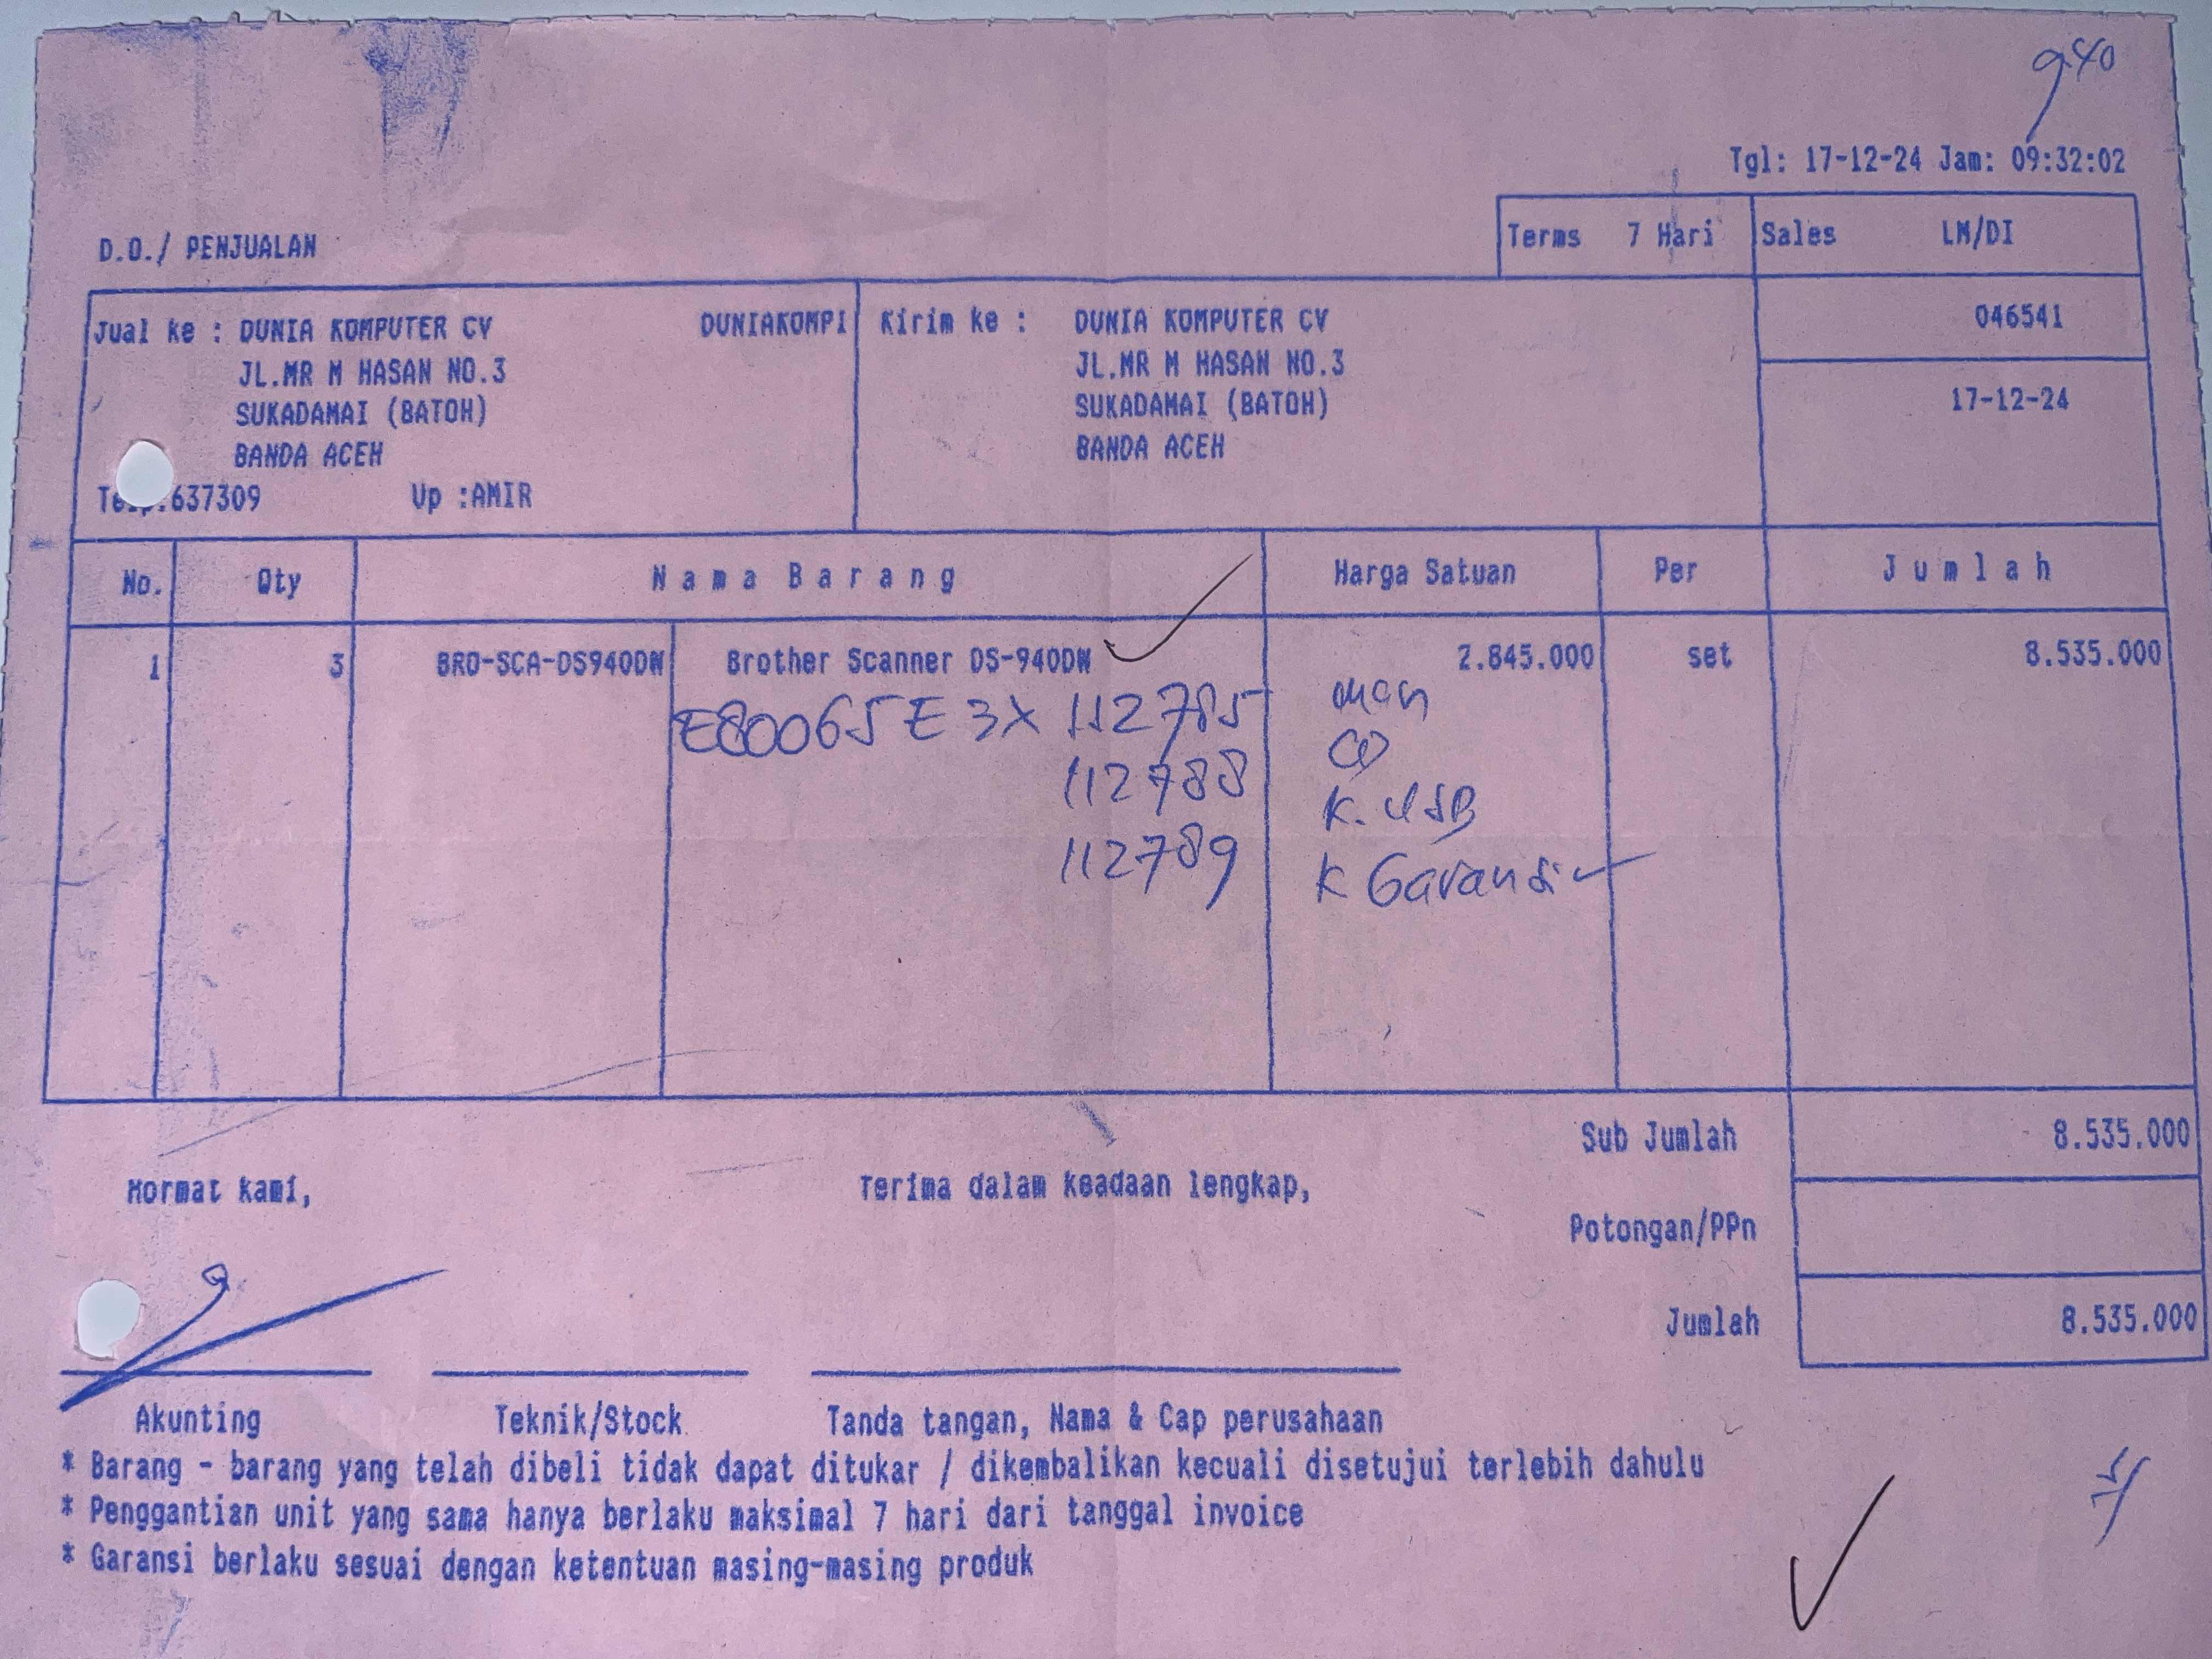 940
Tgl: 17-12-24 Jam: 09:32:02
D.O./ PENJUALAN
Terms 7 Hari Sales LM/DI
Jual ke : DUNIA KOMPUTER CV DUNIAKOMPI
JL.MR M HASAN NO.3
SUKADAMAI (BATOH)
BANDA ACEH
Telp.:637309 Up :AMIR
Kirim ke : DUNIA KOMPUTER CV
JL.MR M HASAN NO.3
SUKADAMAI (BATOH)
BANDA ACEH
046541
17-12-24
No. Qty Nama Barang Harga Satuan Per Jumlah
1 3 BRO-SCA-DS940DW Brother Scanner DS-940DW 2.845.000 set 8.535.000
E80065E3X112785 man
112788 CD
K. USB
112789 K Garansi
Sub Jumlah 8.535.000
Hormat kami, Terima dalam keadaan lengkap,
Potongan/PPn
Jumlah 8.535.000
Akunting Teknik/Stock Tanda tangan, Nama & Cap perusahaan
* Barang - barang yang telah dibeli tidak dapat ditukar / dikembalikan kecuali disetujui terlebih dahulu
* Penggantian unit yang sama hanya berlaku maksimal 7 hari dari tanggal invoice
* Garansi berlaku sesuai dengan ketentuan masing-masing produk